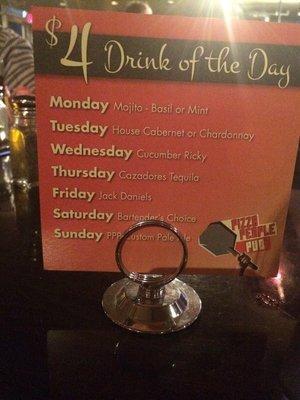 $4 Drink of the Day
Monday Mojito - Basil or Mint
Tuesday House Cabernet or Chardonnay
Wednesday Cucumber Ricky
Thursday Cazadores Tequila
Friday Jack Daniels
Saturday Bartender's Choice
Sunday PPP Custom Pale Ale
PIZZA
PEOPLE
PUB